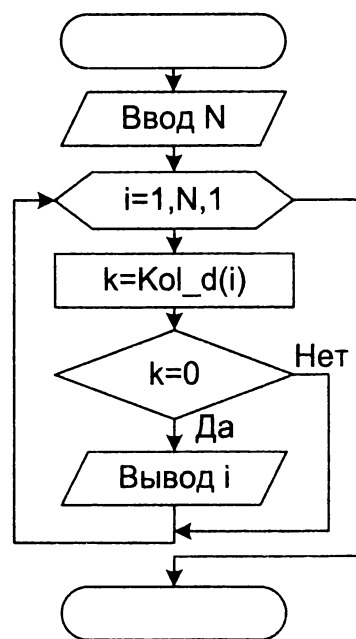 Ввод N
i=1,N,1
k=Kol_d(i)
k=0
Нет
Да
Вывод i